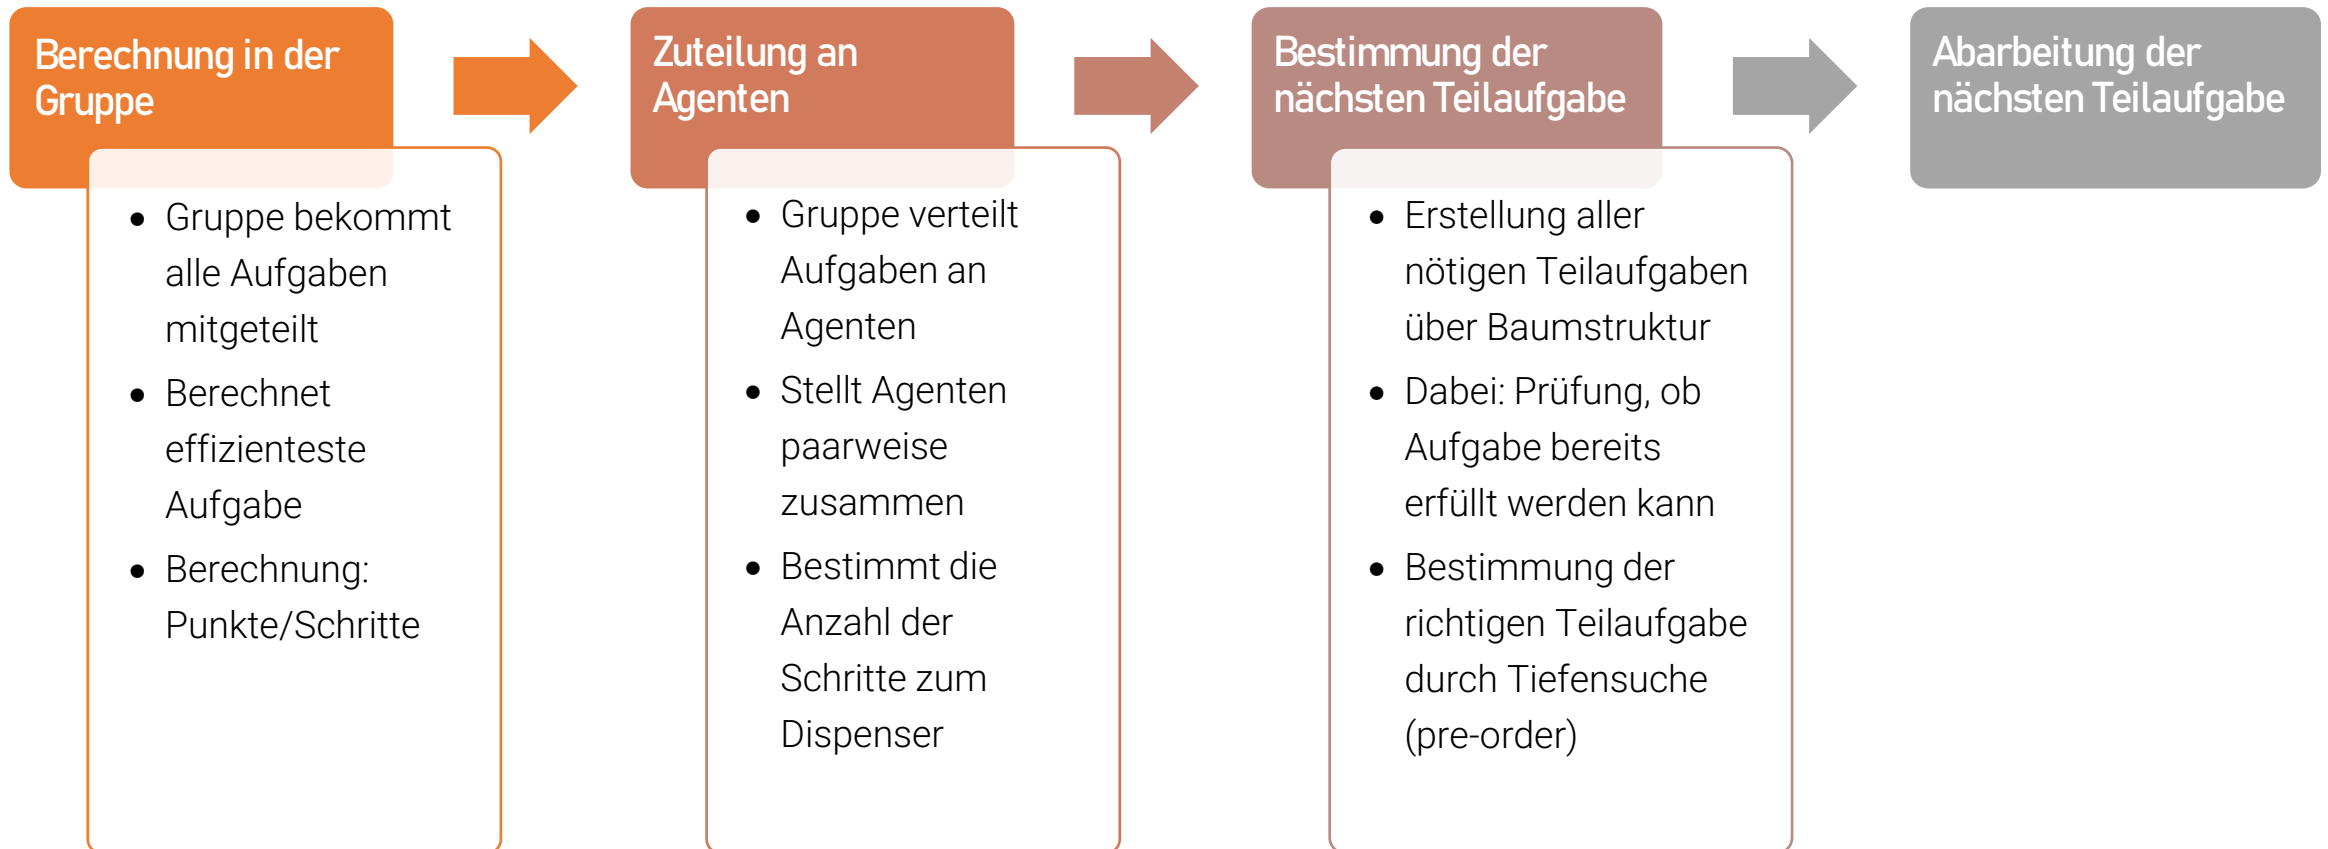 Berechnung in der
Gruppe
• Gruppe bekommt
alle Aufgaben
mitgeteilt
• Berechnet
effizienteste
Aufgabe
• Berechnung:
Punkte/Schritte
Zuteilung an
Agenten
• Gruppe verteilt
Aufgaben an
Agenten
• Stellt Agenten
paarweise
zusammen
• Bestimmt die
Anzahl der
Schritte zum
Dispenser
Bestimmung der
nächsten Teilaufgabe
• Erstellung aller
nötigen Teilaufgaben
über Baumstruktur
• Dabei: Prüfung, ob
Aufgabe bereits
erfüllt werden kann
• Bestimmung der
richtigen Teilaufgabe
durch Tiefensuche
(pre-order)
Abarbeitung der
nächsten Teilaufgabe